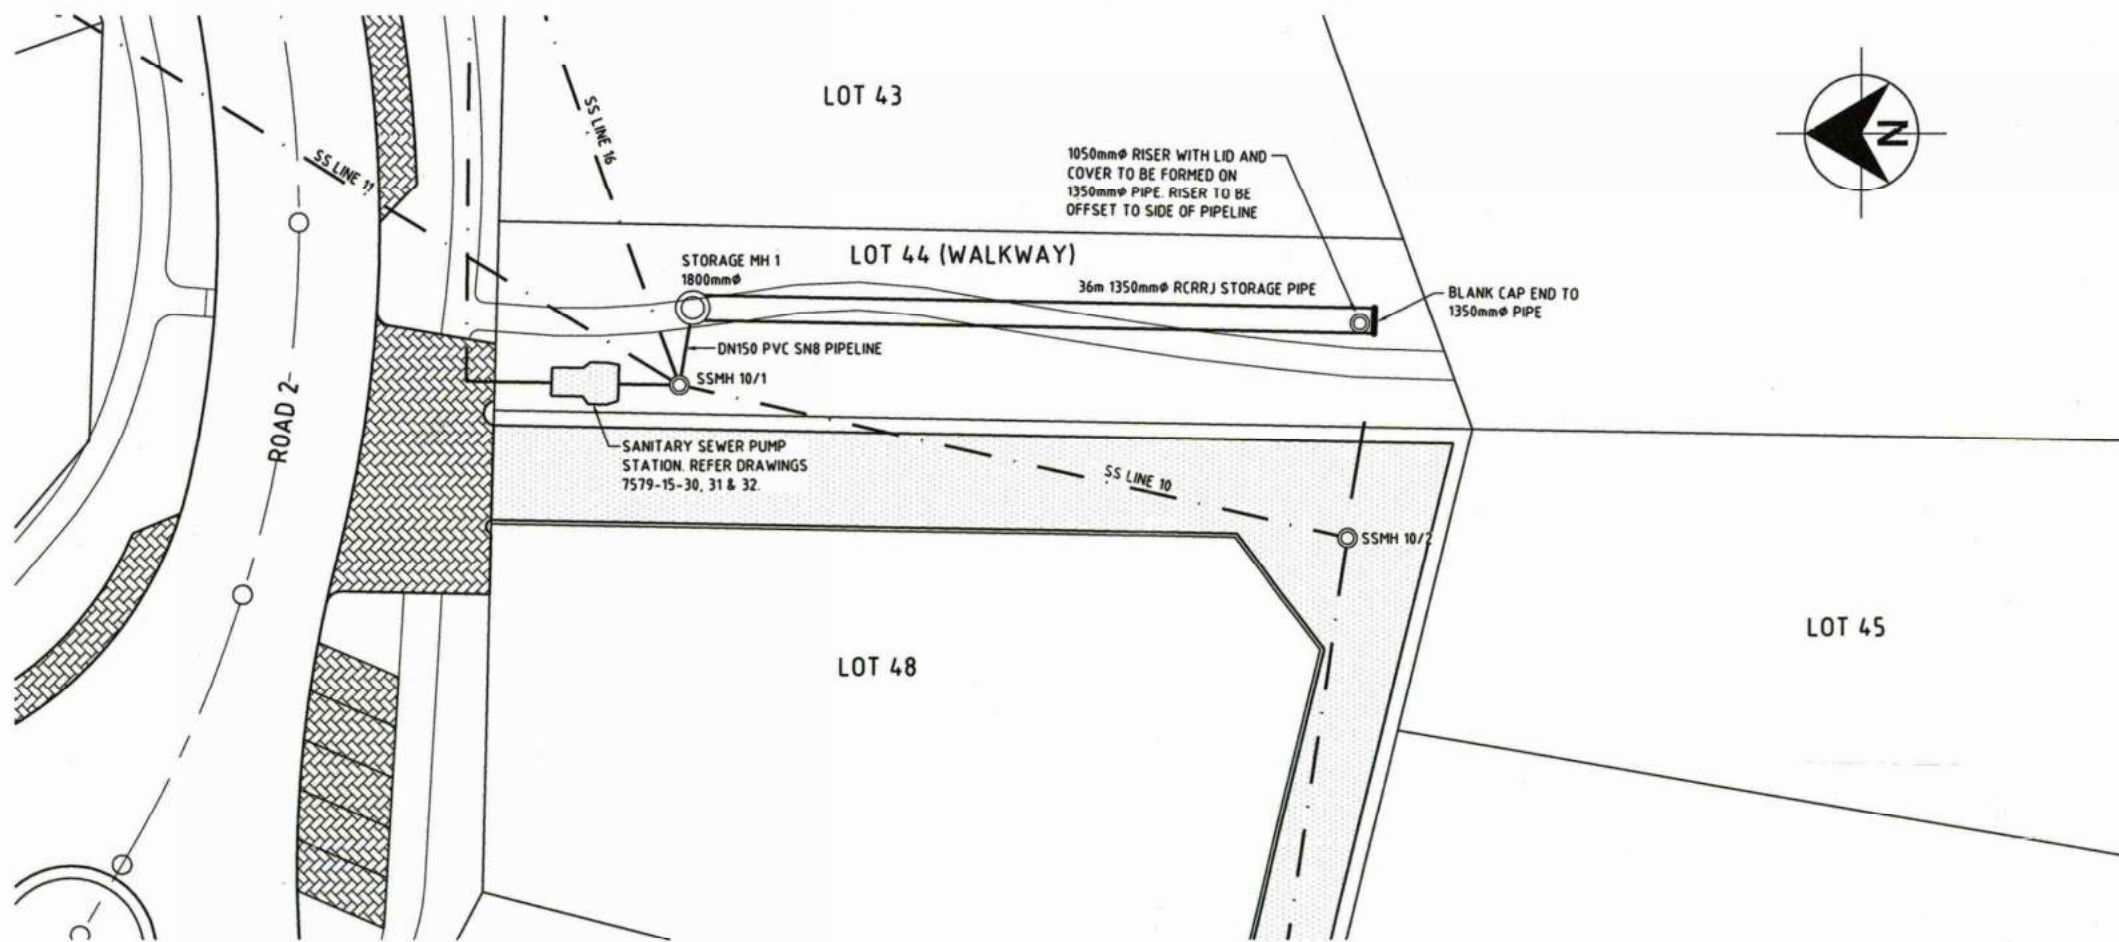 LOT 43
SS LINE 16
SS LINE 11
N
1050mmø RISER WITH LID AND
COVER TO BE FORMED ON
1350mmø PIPE. RISER TO BE
OFFSET TO SIDE OF PIPELINE
LOT 44 (WALKWAY)
STORAGE MH 1
1800mmø
36m 1350mmø RCRRJ STORAGE PIPE
BLANK CAP END TO
1350mmø PIPE
DN150 PVC SN8 PIPELINE
SSMH 10/1
ROAD 2
SANITARY SEWER PUMP
STATION. REFER DRAWINGS
7579-15-30, 31 & 32.
SS LINE 10
SSMH 10/2
LOT 45
LOT 48